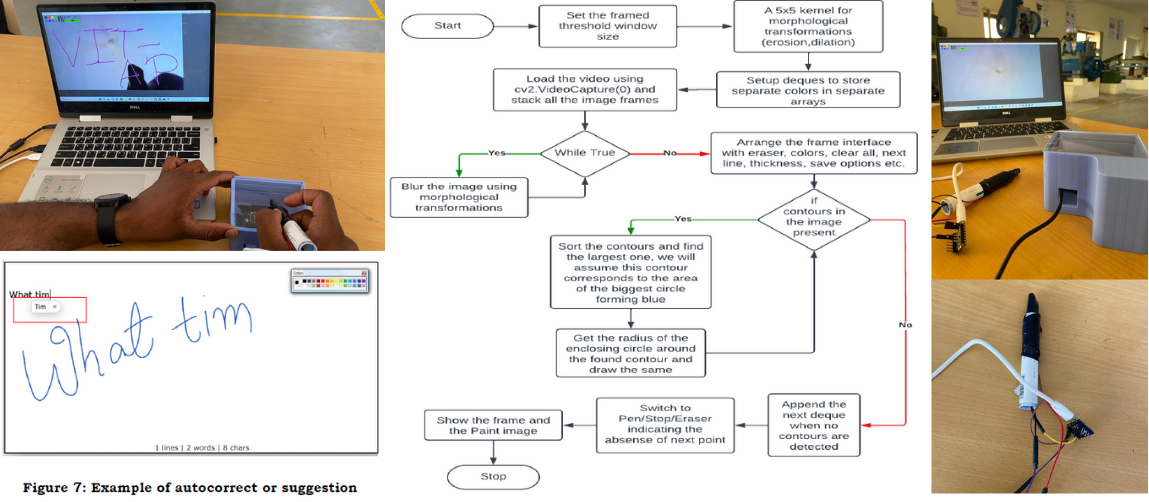 VIT-
AP
DELL
What tim
Tim ×
What tim
1 lines | 2 words | 8 chars
Figure 7: Example of autocorrect or suggestion
Start
Set the framed
threshold window
size
A 5x5 kernel for
morphological
transformations
(erosion,dilation)
Setup deques to store
separate colors in separate
arrays
Load the video using
cv2.VideoCapture(0) and
stack all the image frames
While True
Yes
No
Blur the image using
morphological
transformations
Arrange the frame interface
with eraser, colors, clear all, next
line, thickness, save options etc.
if
contours in
the image
present
Yes
No
Sort the contours and find
the largest one, we will
assume this contour
corresponds to the area
of the biggest circle
forming blue
Get the radius of the
enclosing circle around
the found contour and
draw the same
Append the
next deque
when no
contours are
detected
Switch to
Pen/Stop/Eraser
indicating the
absence of next point
Show the frame and
the Paint image
Stop
DELL